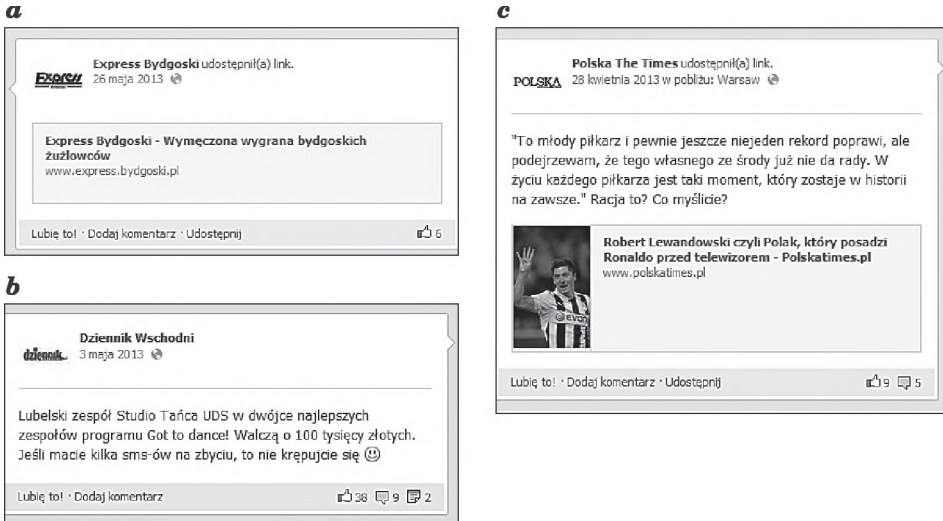 a
Express Bydgoski udostępnił(a) link.
Express
26 maja 2013
Express Bydgoski - Wymęczona wygrana bydgoskich
żużlowców
www.express.bydgoski.pl
Lubię to! · Dodaj komentarz · Udostępnij
6
b
Dziennik Wschodni
dziennik
3 maja 2013
Lubelski zespół Studio Tańca UDS w dwójce najlepszych
zespołów programu Got to dance! Walczą o 100 tysięcy złotych.
Jeśli macie kilka sms-ów na zbyciu, to nie krępujcie się
Lubię to! · Dodaj komentarz
38 9 2
c
Polska The Times udostępnił(a) link.
POLSKA
28 kwietnia 2013 w pobliżu: Warsaw
"To młody piłkarz i pewnie jeszcze niejeden rekord poprawi, ale
podejrzewam, że tego własnego ze środy już nie da rady. W
życiu każdego piłkarza jest taki moment, który zostaje w historii
na zawsze." Racja to? Co myślicie?
Robert Lewandowski czyli Polak, który posadzi
Ronaldo przed telewizorem - Polskatimes.pl
www.polskatimes.pl
EVON
Lubię to! · Dodaj komentarz · Udostępnij
9 5